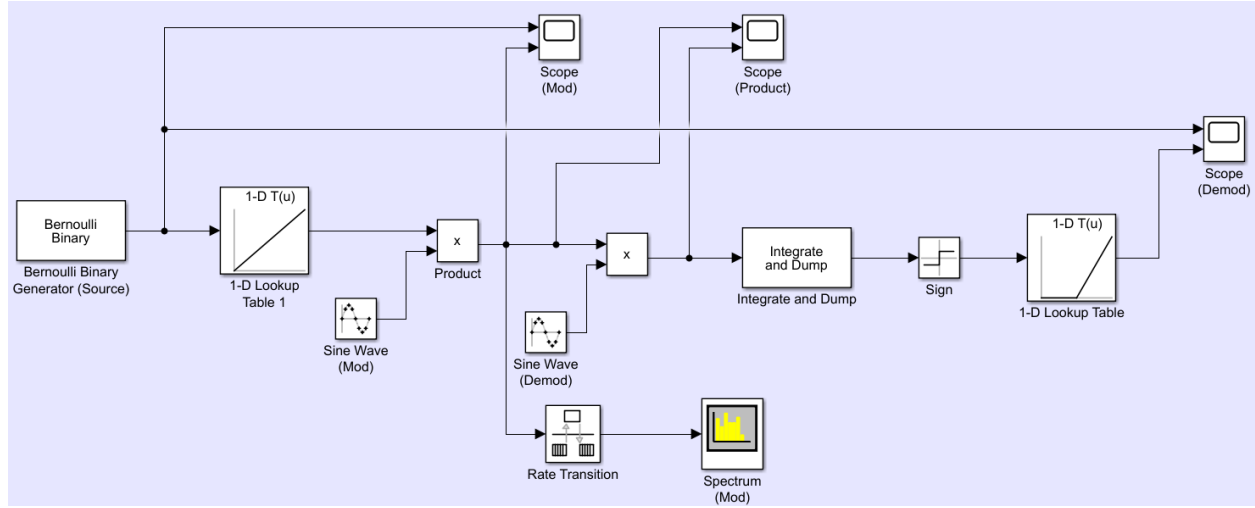 Scope
(Mod)
Scope
(Product)
Scope
(Demod)
Bernoulli
Binary
Bernoulli Binary
Generator (Source)
1-D T(u)
1-D Lookup
Table 1
x
Product
Sine Wave
(Mod)
x
Sine Wave
(Demod)
Integrate
and Dump
Integrate and Dump
Sign
1-D T(u)
1-D Lookup Table
Rate Transition
Spectrum
(Mod)